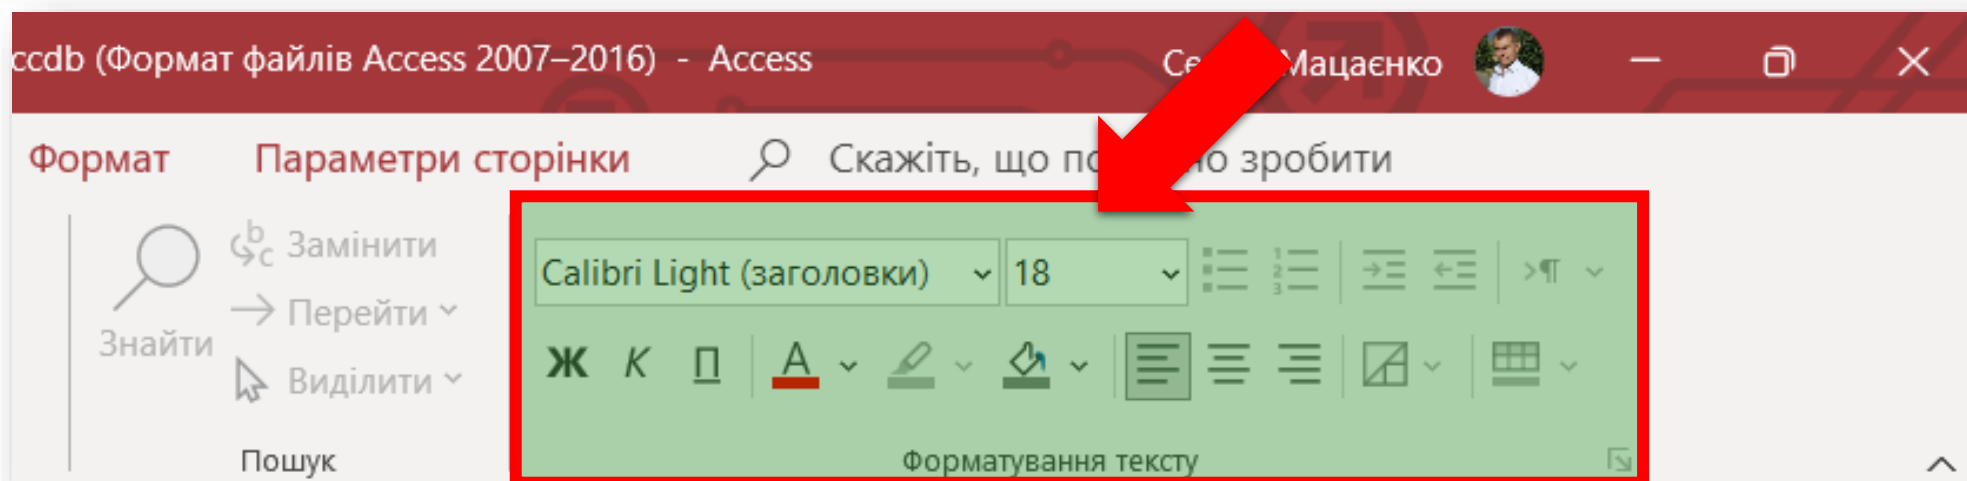 ccdb (Формат файлів Access 2007–2016) - Access
Мацаєнко
Формат Параметри сторінки Скажіть, що зробити
Замінити
Calibri Light (заголовки) 18
Перейти
Знайти
Ж К П А
Виділити
Пошук Форматування тексту